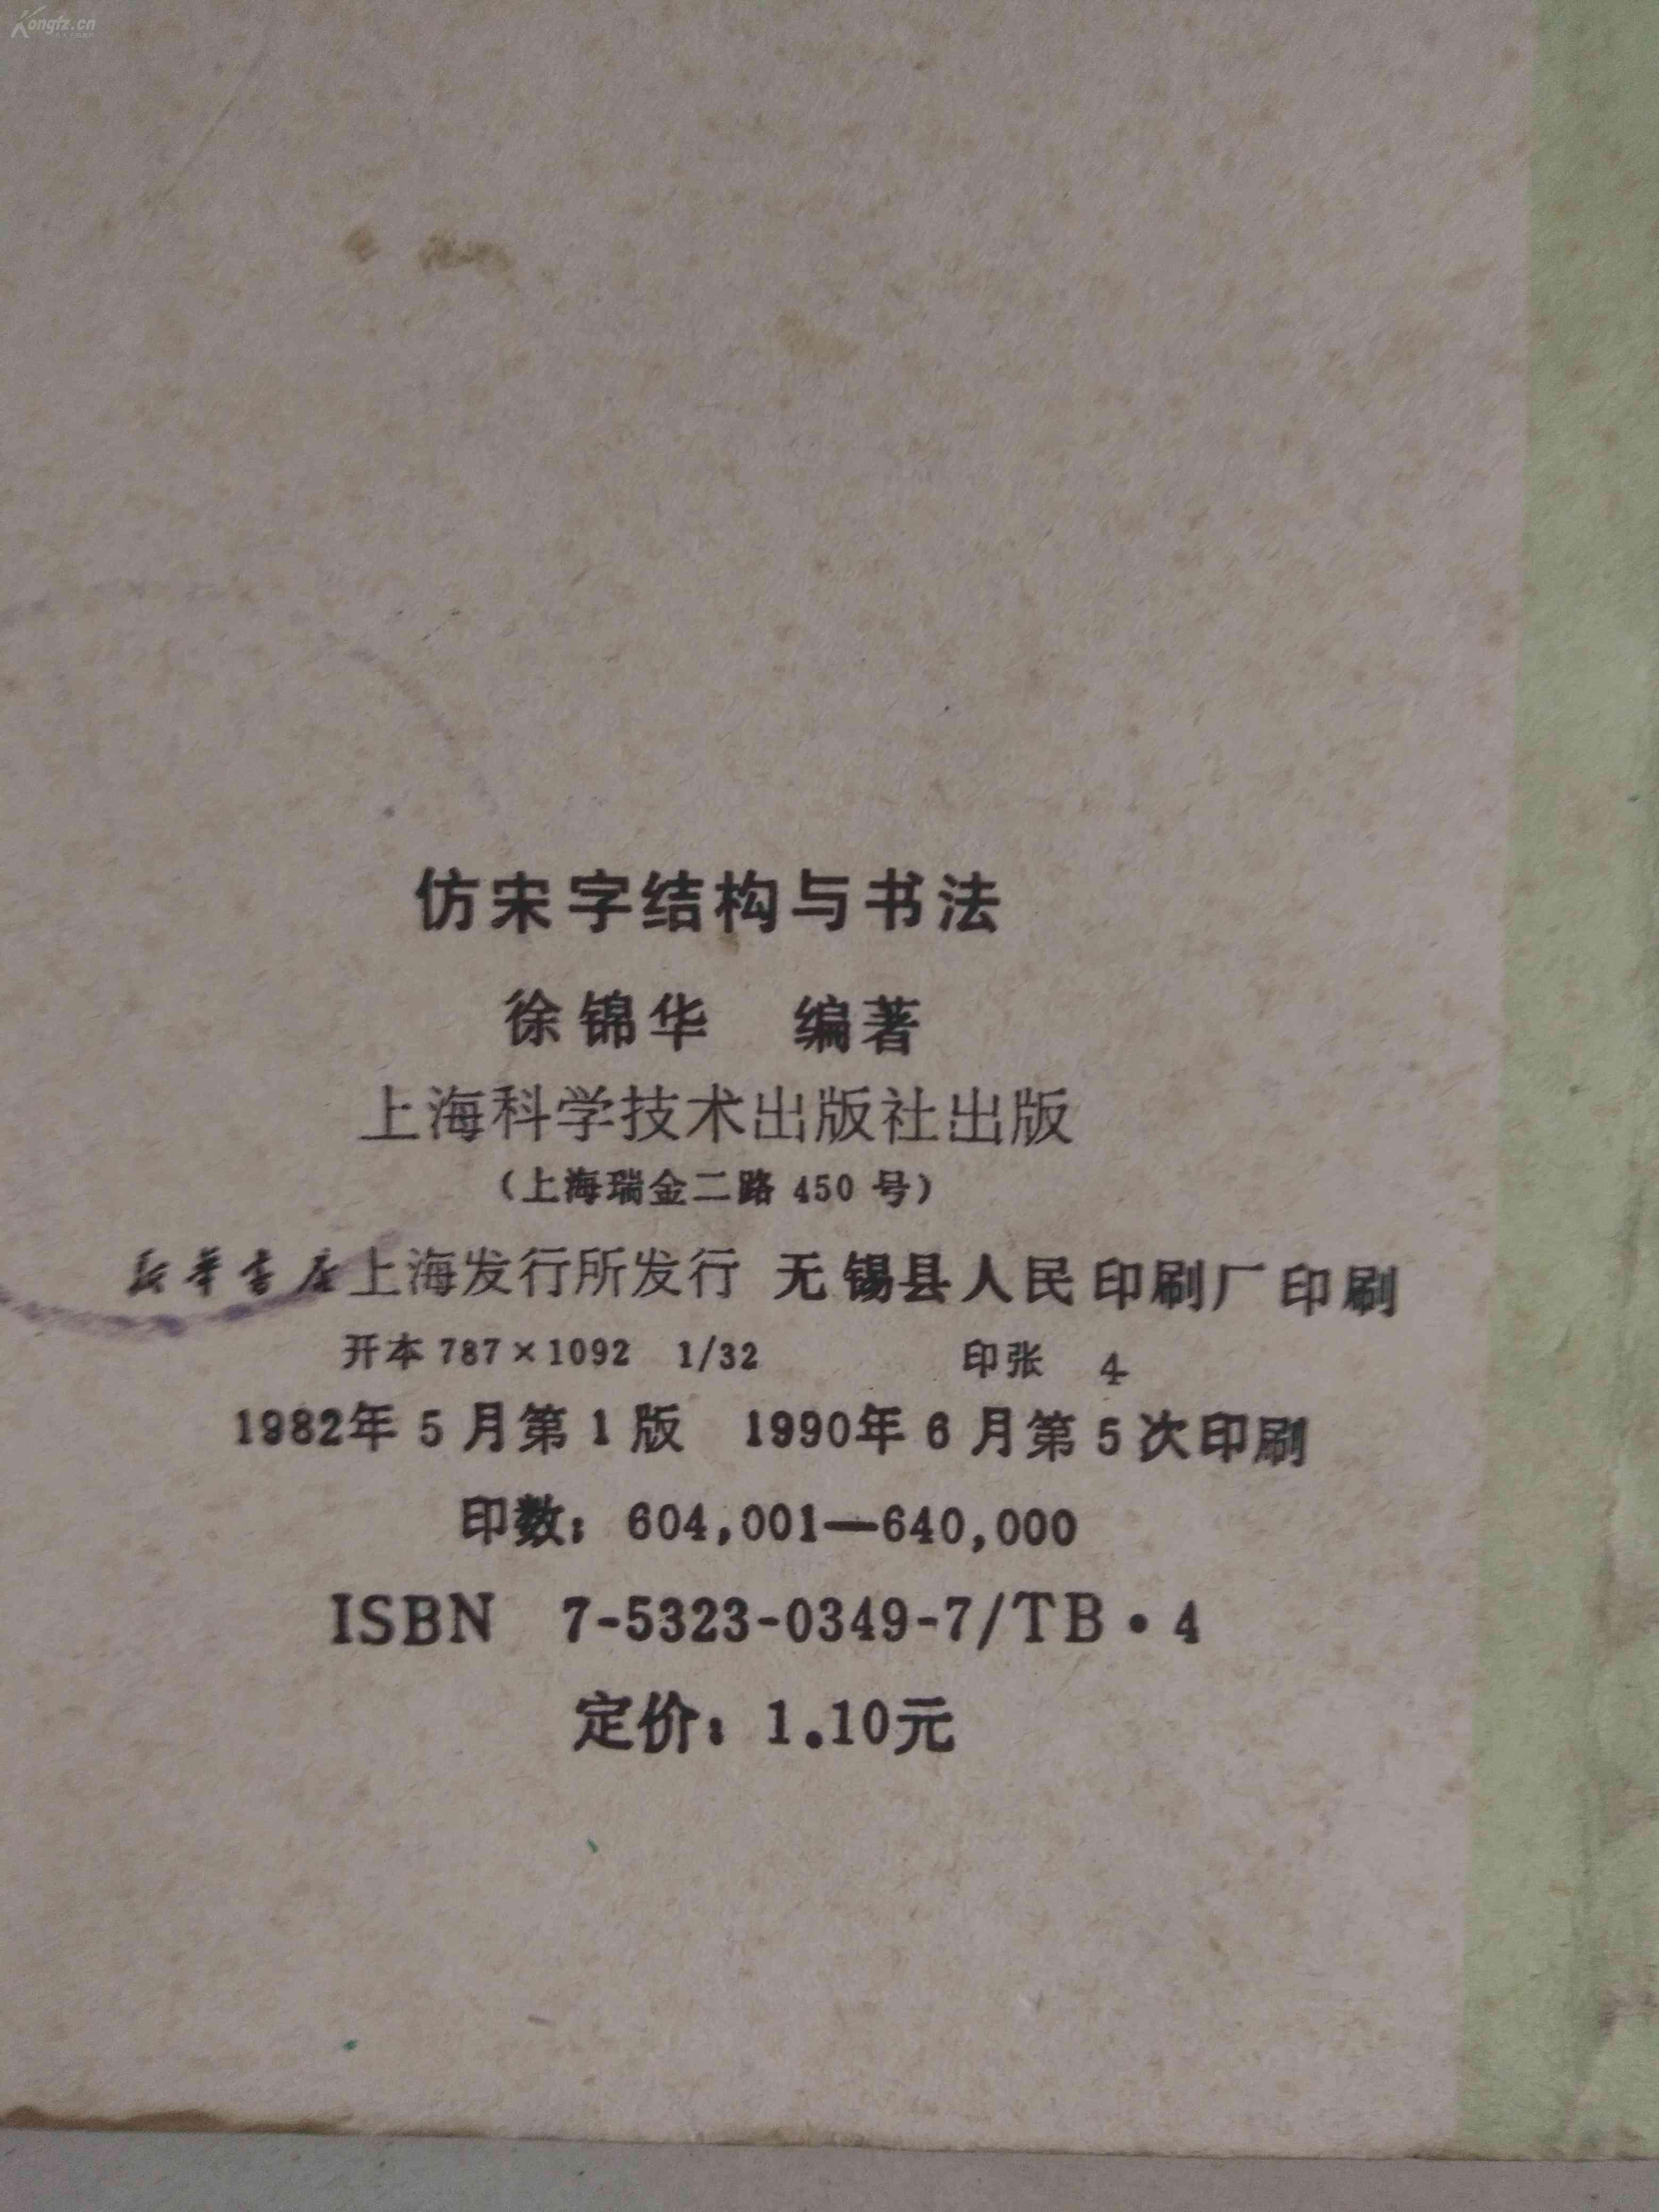 Kongfz.cn
仿宋字结构与书法
徐锦华 编著
上海科学技术出版社出版
（上海瑞金二路 450 号）
新华书店上海发行所发行 无锡县人民印刷厂印刷
开本 787×1092 1/32 印张 4
1982年 5 月第 1 版 1990年 6 月第 5 次印刷
印数：604,001—640,000
ISBN 7-5323-0349-7/TB·4
定价：1.10元